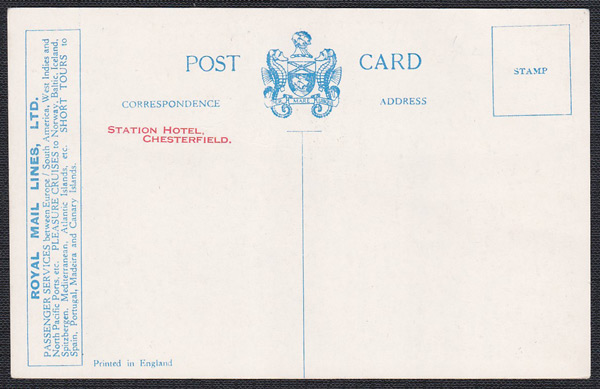 ROYAL MAIL LINES, LTD.
PASSENGER SERVICES between Europe / South America, West Indies and
North Pacific Ports, etc. PLEASURE CRUISES to Norway, Baltic, Iceland,
Spitzbergen, Mediterranean, Atlantic Islands, etc. SHORT TOURS to
Spain, Portugal, Madeira and Canary Islands.
POST CARD
STAMP
CORRESPONDENCE
ADDRESS
MARE
STATION HOTEL,
CHESTERFIELD.
Printed in England